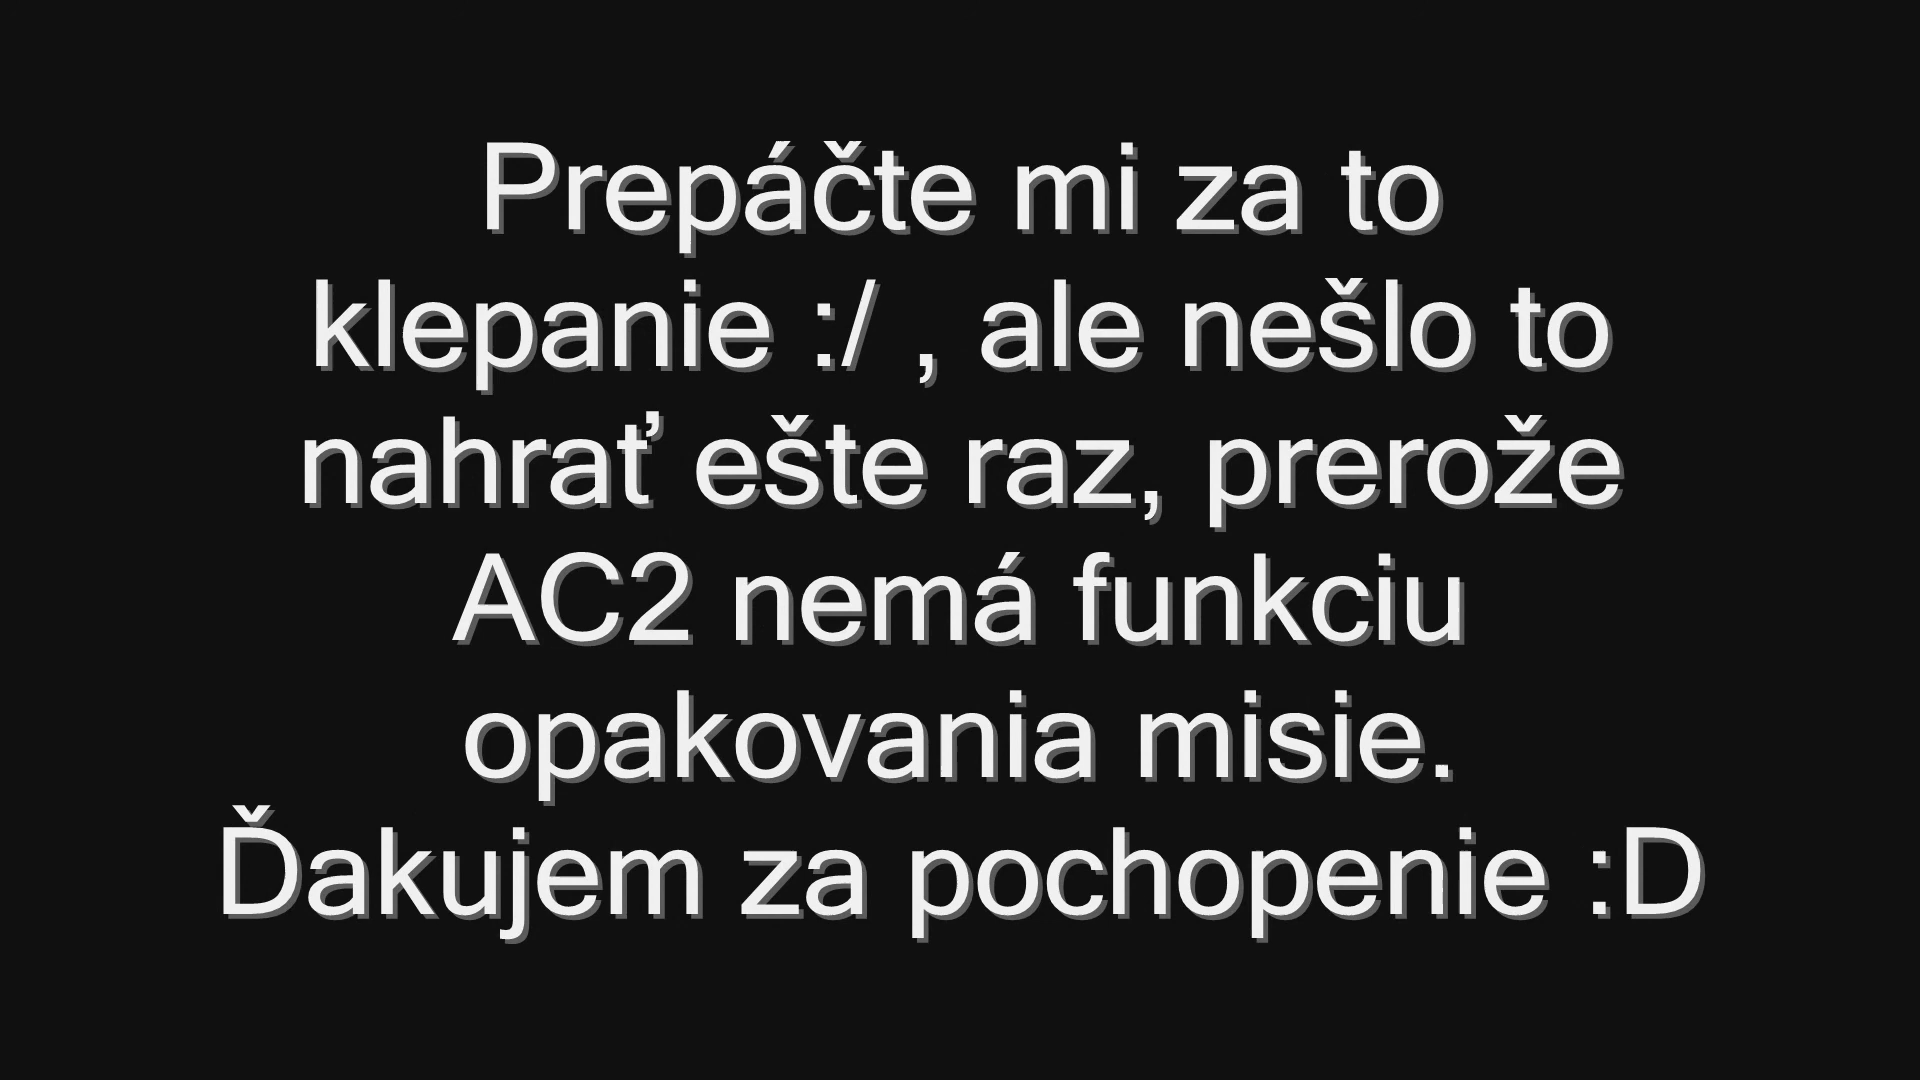 Prepáčte mi za to
klepanie :/ , ale nešlo to
nahrať ešte raz, prerože
AC2 nemá funkciu
opakovania misie.
Ďakujem za pochopenie :D